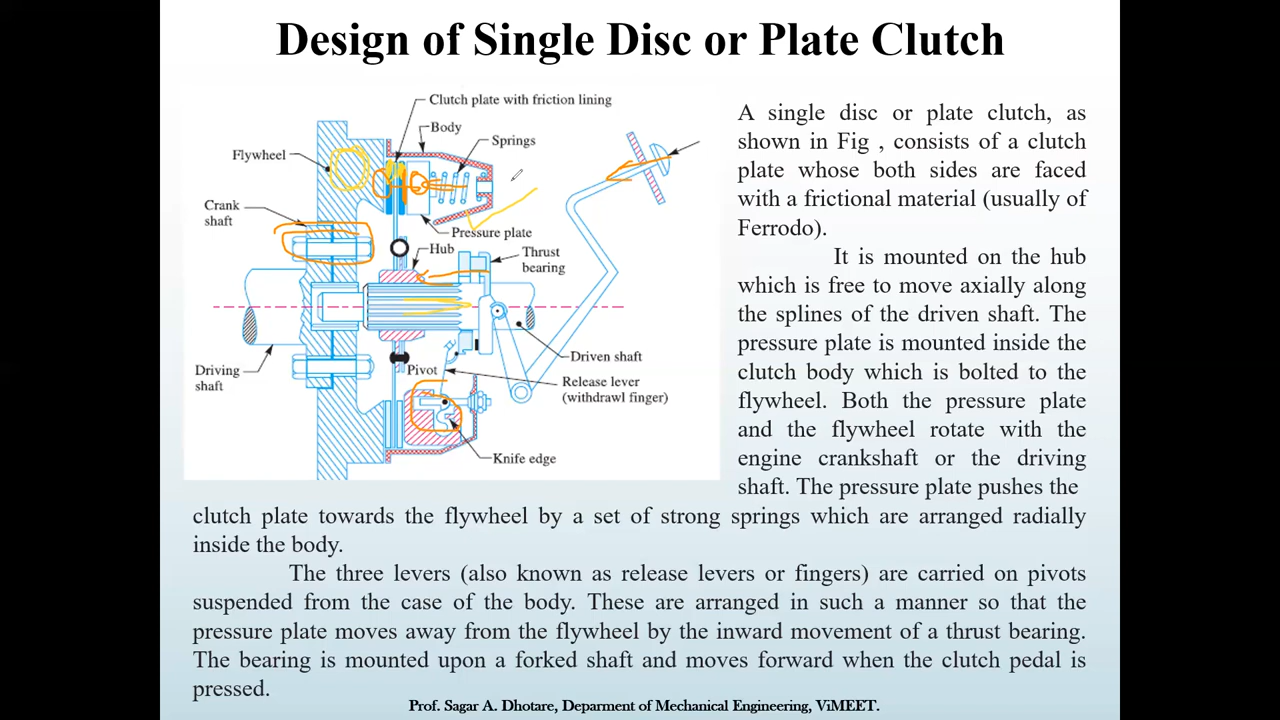 Design of Single Disc or Plate Clutch
Clutch plate with friction lining
Body
Springs
Flywheel
Crank
shaft
Pressure plate
Hub
Thrust
bearing
Driven shaft
Driving
shaft
Pivot
Release lever
(withdrawl finger)
Knife edge
A single disc or plate clutch, as
shown in Fig , consists of a clutch
plate whose both sides are faced
with a frictional material (usually of
Ferrodo).
It is mounted on the hub
which is free to move axially along
the splines of the driven shaft. The
pressure plate is mounted inside the
clutch body which is bolted to the
flywheel. Both the pressure plate
and the flywheel rotate with the
engine crankshaft or the driving
shaft. The pressure plate pushes the
clutch plate towards the flywheel by a set of strong springs which are arranged radially
inside the body.
The three levers (also known as release levers or fingers) are carried on pivots
suspended from the case of the body. These are arranged in such a manner so that the
pressure plate moves away from the flywheel by the inward movement of a thrust bearing.
The bearing is mounted upon a forked shaft and moves forward when the clutch pedal is
pressed.
Prof. Sagar A. Dhotare, Deparment of Mechanical Engineering, ViMEET.